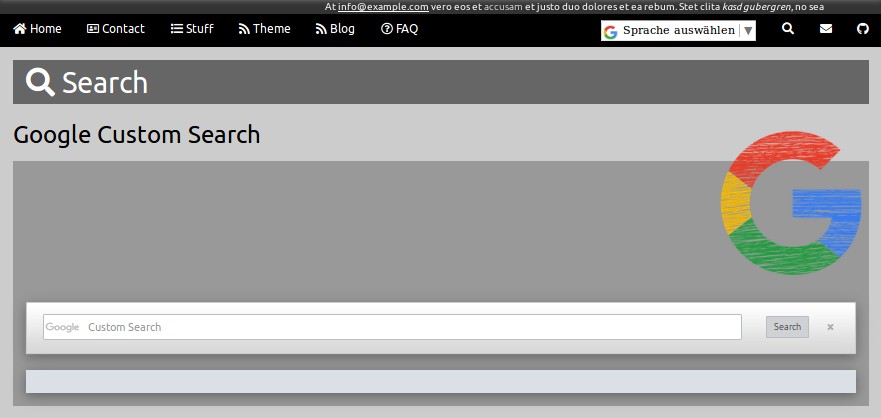 At info@example.com vero eos et accusam et justo duo dolores et ea rebum. Stet clita kasd gubergren, no sea
Home Contact Stuff Theme Blog FAQ Sprache auswählen ▼
Search
Google Custom Search
Google Custom Search Search ×